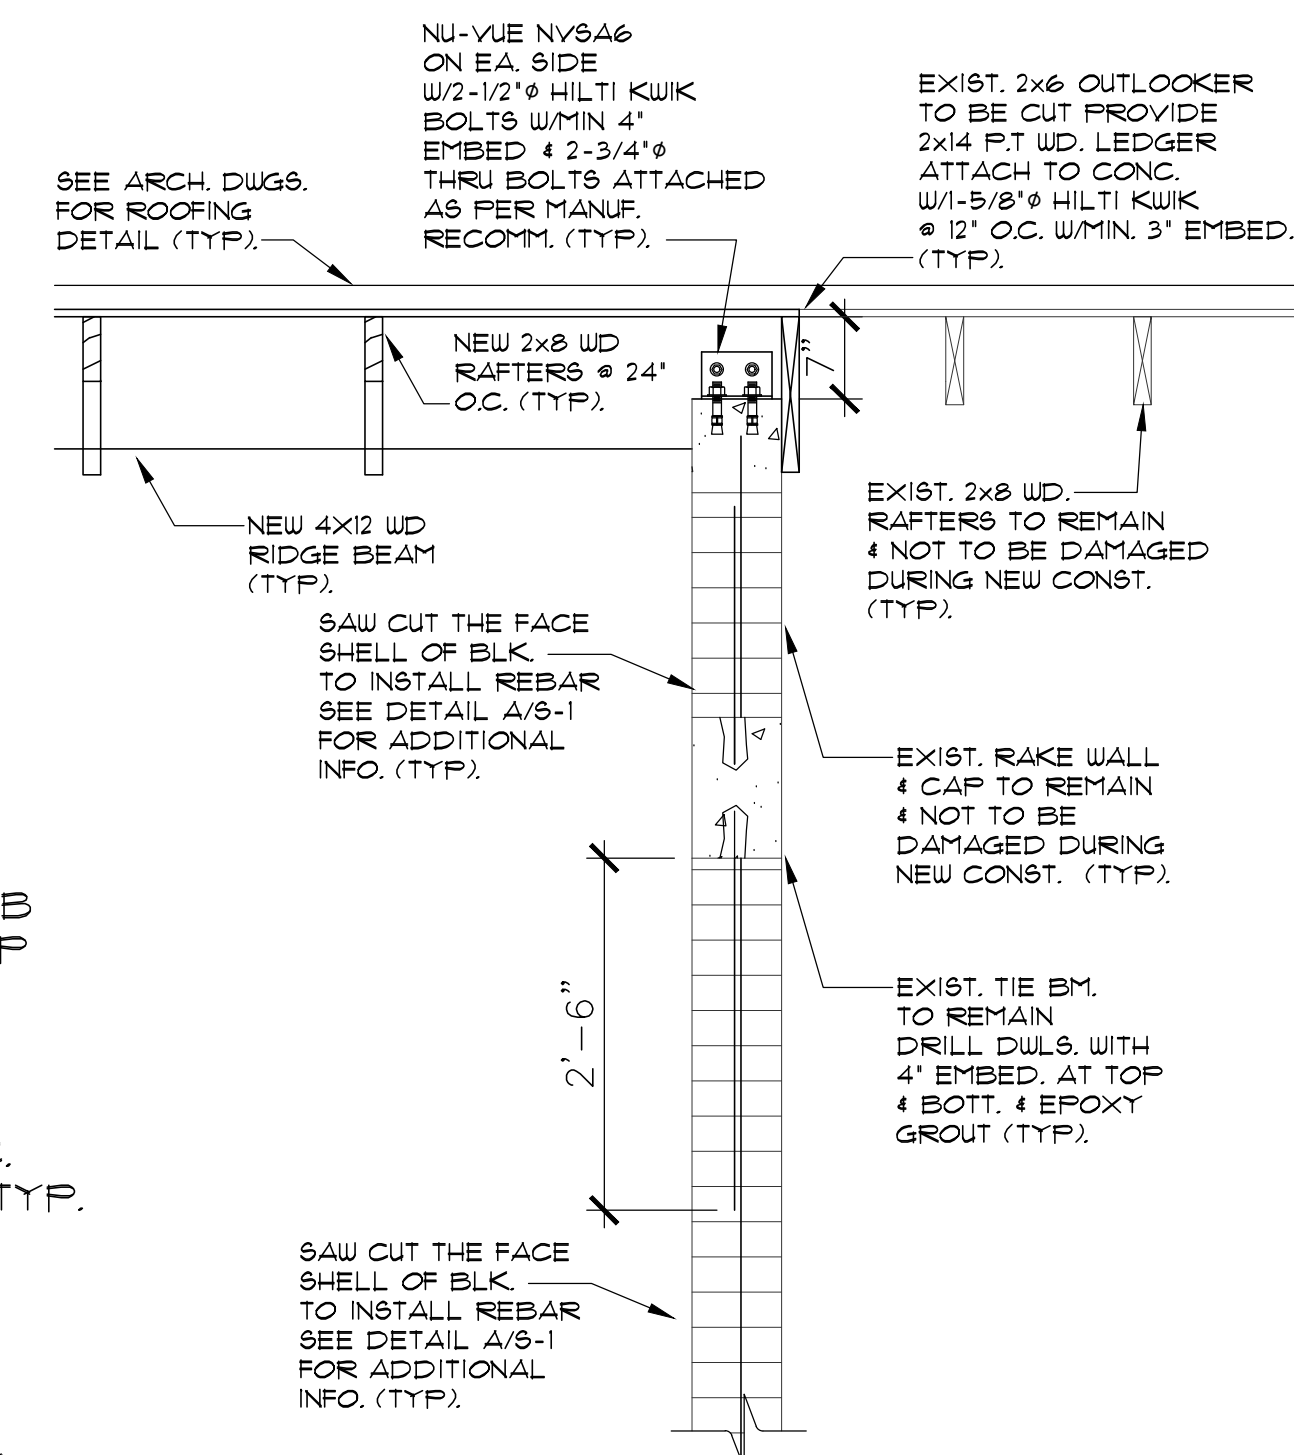 NU-VUE NVSA6
ON EA. SIDE
W/2-1/2"Ø HILTI KWIK
BOLTS W/MIN 4"
EMBED & 2-3/4"Ø
THRU BOLTS ATTACHED
AS PER MANUF.
RECOMM. (TYP).
EXIST. 2x6 OUTLOOKER
TO BE CUT PROVIDE
2x14 P.T WD. LEDGER
ATTACH TO CONC.
W/1-5/8"Ø HILTI KWIK
@ 12" O.C. W/MIN. 3" EMBED.
(TYP).
SEE ARCH. DWGS.
FOR ROOFING
DETAIL (TYP).
NEW 2x8 WD
RAFTERS @ 24"
O.C. (TYP).
7"
NEW 4X12 WD
RIDGE BEAM
(TYP).
EXIST. 2x8 WD.
RAFTERS TO REMAIN
& NOT TO BE DAMAGED
DURING NEW CONST.
(TYP).
SAW CUT THE FACE
SHELL OF BLK.
TO INSTALL REBAR
SEE DETAIL A/S-1
FOR ADDITIONAL
INFO. (TYP).
EXIST. RAKE WALL
& CAP TO REMAIN
& NOT TO BE
DAMAGED DURING
NEW CONST. (TYP).
B
P
2'-6"
EXIST. TIE BM.
TO REMAIN
DRILL DWLS. WITH
4" EMBED. AT TOP
& BOTT. & EPOXY
GROUT (TYP).
TYP.
SAW CUT THE FACE
SHELL OF BLK.
TO INSTALL REBAR
SEE DETAIL A/S-1
FOR ADDITIONAL
INFO. (TYP).